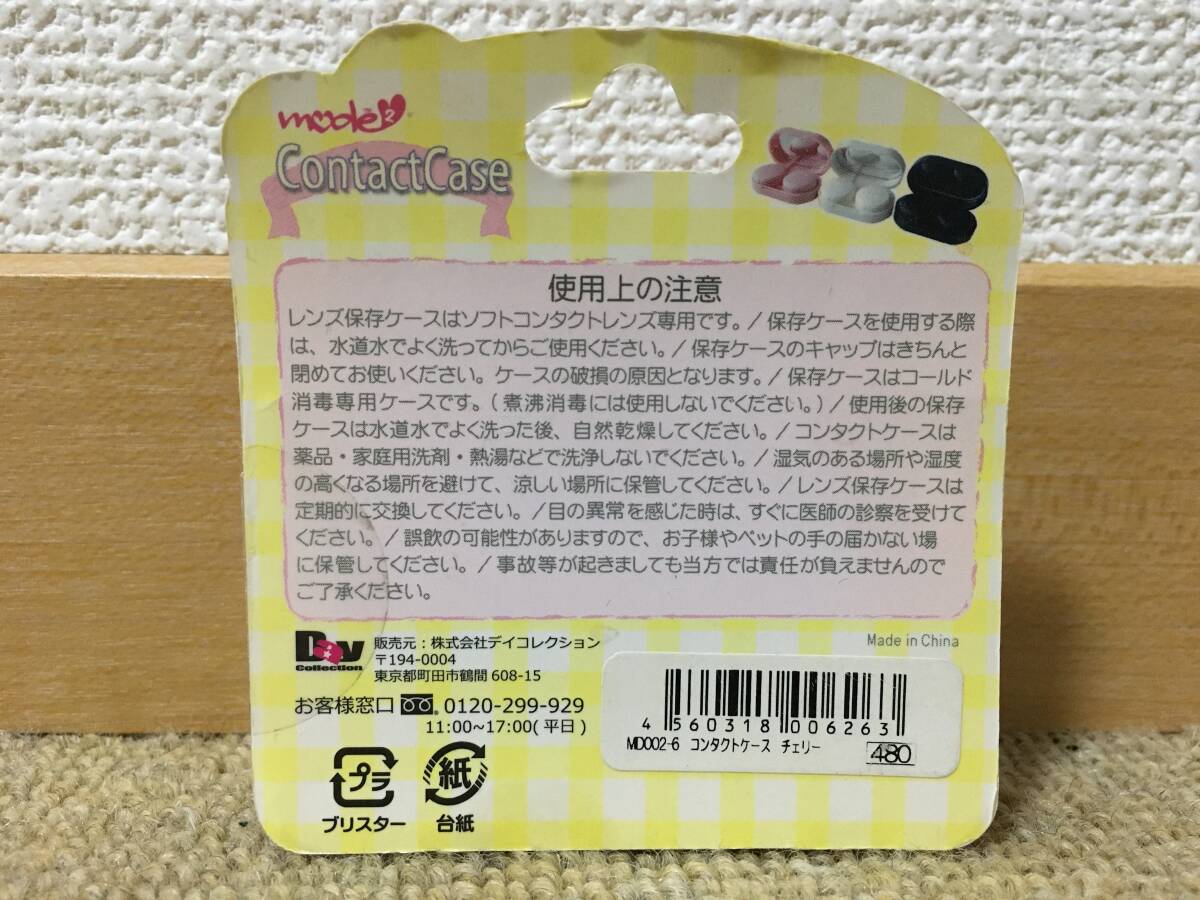 mode2
ContactCase
使用上の注意
レンズ保存ケースはソフトコンタクトレンズ専用です。/保存ケースを使用する際
は、水道水でよく洗ってからご使用ください。/保存ケースのキャップはきちんと
閉めてお使いください。ケースの破損の原因となります。/保存ケースはコールド
消毒専用ケースです。(煮沸消毒には使用しないでください。)/使用後の保存
ケースは水道水でよく洗った後、自然乾燥してください。/コンタクトケースは
薬品・家庭用洗剤・熱湯などで洗浄しないでください。/湿気のある場所や湿度
の高くなる場所を避けて、涼しい場所に保管してください。/レンズ保存ケースは
定期的に交換してください。/目の異常を感じた時は、すぐに医師の診察を受けて
ください。/誤飲の可能性がありますので、お子様やペットの手の届かない場
に保管してください。/事故等が起きましても当方では責任が負えませんので
ご了承ください。
Day
Collection
販売元:株式会社デイコレクション
〒194-0004
東京都町田市鶴間 608-15
Made in China
お客様窓口 0120-299-929
11:00~17:00(平日)
4 560318 006263
MD002-6 コンタクトケース チェリー
480
プラ
ブリスター
紙
台紙